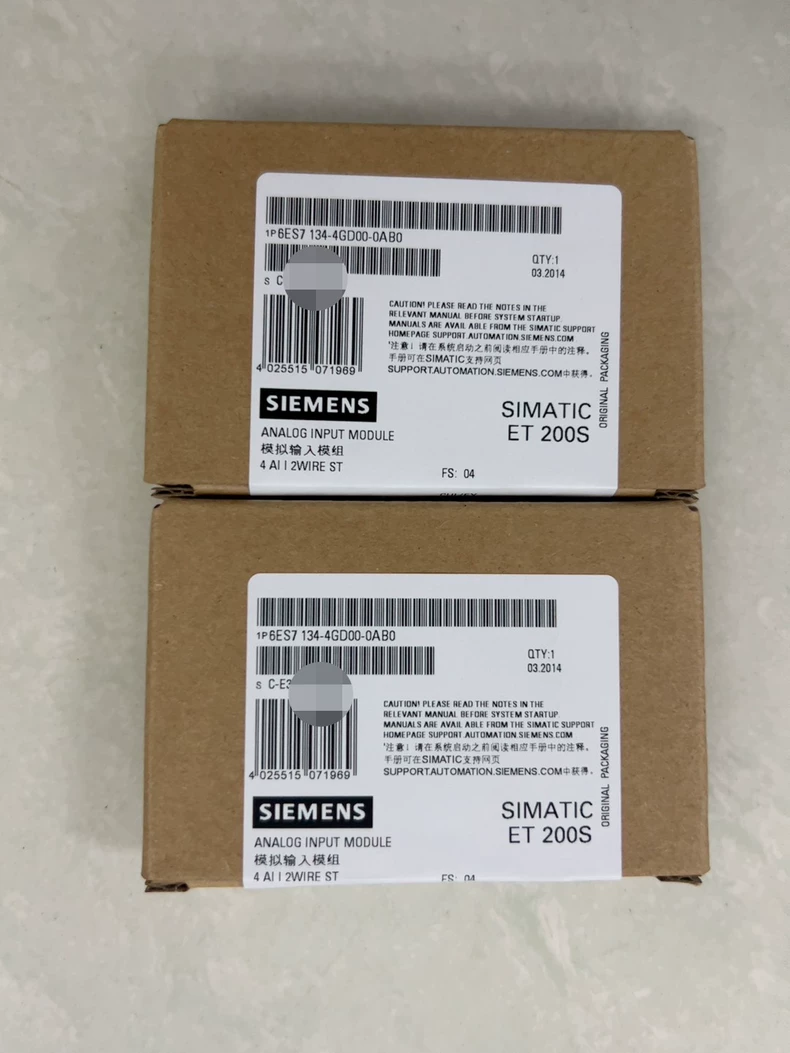 1P 6ES7 134-4GD00-0AB0
QTY:1
03.2014
S C
CAUTION! PLEASE READ THE NOTES IN THE
RELEVANT MANUAL BEFORE SYSTEM STARTUP.
MANUALS ARE AVAIL ABLE FROM THE SIMATIC SUPPORT
HOMEPAGE SUPPORT.AUTOMATION.SIEMENS.COM
'注意! 请在系统启动之前阅读相应手册中的注释。
手册可在SIMATIC支持网页
SUPPORT.AUTOMATION.SIEMENS.COM中获得。
4 025515 071969
ORIGINAL PACKAGING
SIEMENS
SIMATIC
ET 200S
ANALOG INPUT MODULE
模拟输入模组
4 AI I 2WIRE ST
FS: 04
1P 6ES7 134-4GD00-0AB0
QTY:1
03.2014
S C-E3
CAUTION! PLEASE READ THE NOTES IN THE
RELEVANT MANUAL BEFORE SYSTEM STARTUP
MANUALS ARE AVAIL ABLE FROM THE SIMATIC SUPPORT
HOMEPAGE SUPPORT.AUTOMATION.SIEMENS.COM
'注意! 请在系统启动之前阅读相应手册中的注释。
手册可在SIMATIC支持网页
SUPPORT.AUTOMATION.SIEMENS.COM中获得。
4 025515 071969
ORIGINAL PACKAGING
SIEMENS
SIMATIC
ET 200S
ANALOG INPUT MODULE
模拟输入模组
4 AI I 2WIRE ST
FS: 04